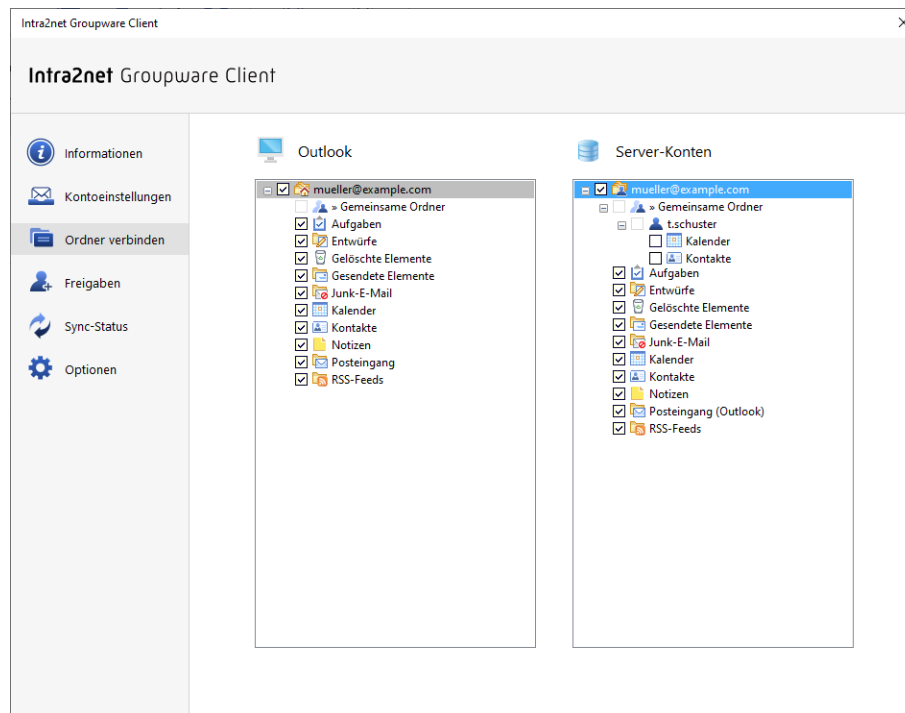 Intra2net Groupware Client
Intra2net Groupware Client
Informationen
Kontoeinstellungen
Ordner verbinden
Freigaben
Sync-Status
Optionen
Outlook
mueller@example.com
» Gemeinsame Ordner
Aufgaben
Entwürfe
Gelöschte Elemente
Gesendete Elemente
Junk-E-Mail
Kalender
Kontakte
Notizen
Posteingang
RSS-Feeds
Server-Konten
mueller@example.com
» Gemeinsame Ordner
t.schuster
Kalender
Kontakte
Aufgaben
Entwürfe
Gelöschte Elemente
Gesendete Elemente
Junk-E-Mail
Kalender
Kontakte
Notizen
Posteingang (Outlook)
RSS-Feeds